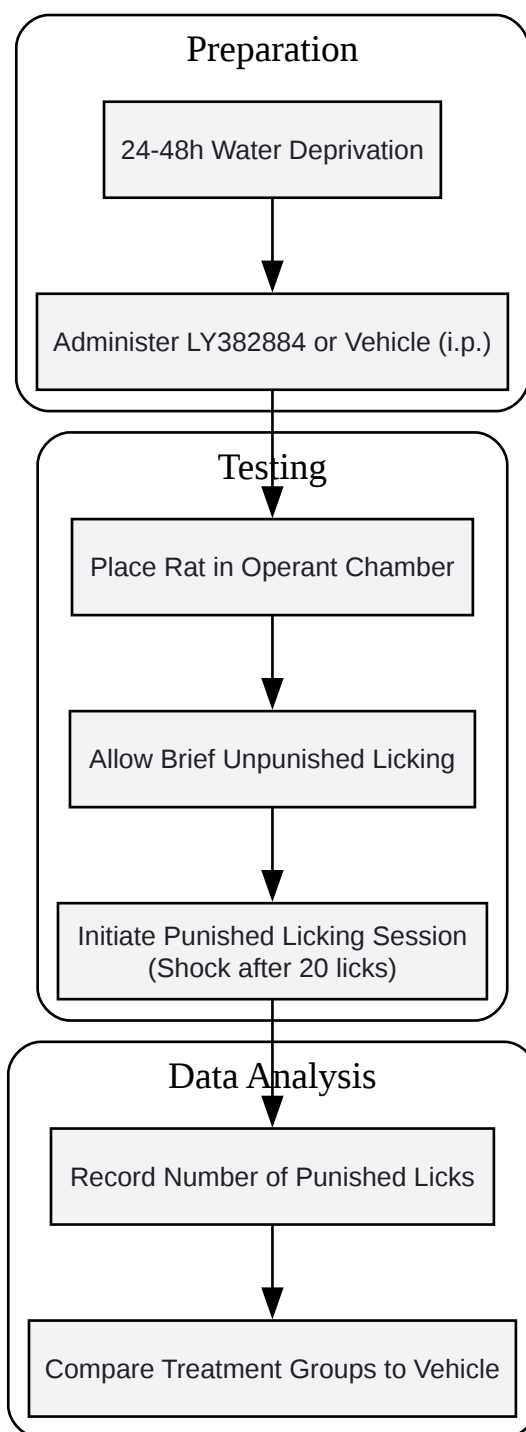 Preparation
24-48h Water Deprivation
Administer LY382884 or Vehicle (i.p.)
Testing
Place Rat in Operant Chamber
Allow Brief Unpunished Licking
Initiate Punished Licking Session
(Shock after 20 licks)
Data Analysis
Record Number of Punished Licks
Compare Treatment Groups to Vehicle